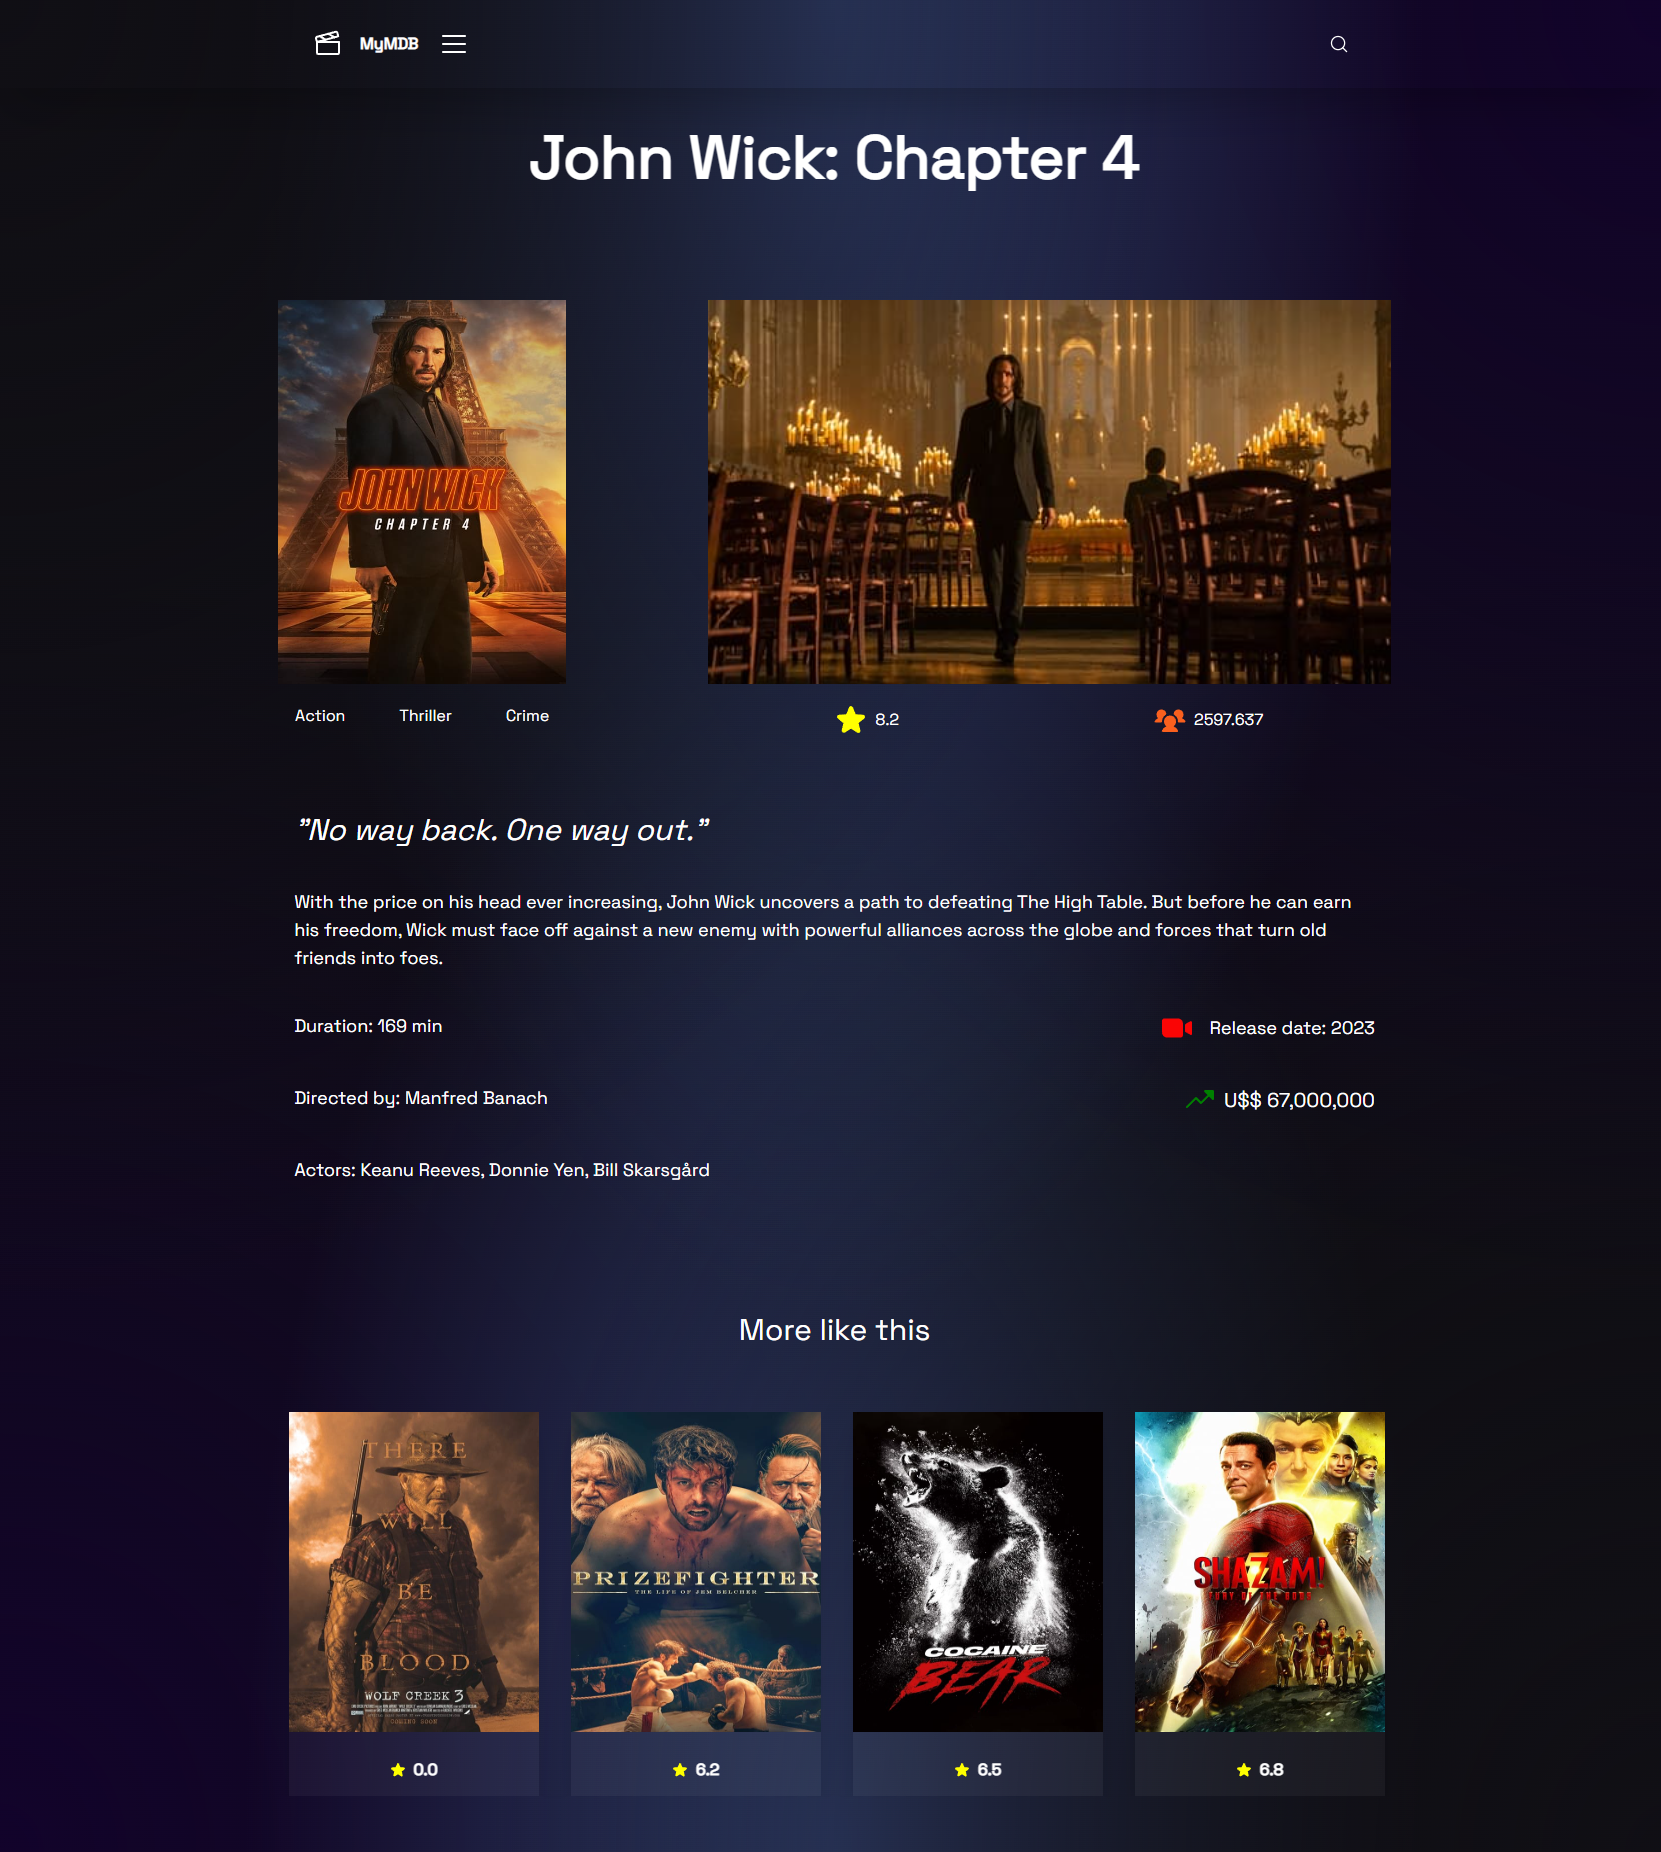 MyMDB
John Wick: Chapter 4
JOHN WICK
CHAPTER 4
Action Thriller Crime
8.2
2597.637
"No way back. One way out."
With the price on his head ever increasing, John Wick uncovers a path to defeating The High Table. But before he can earn
his freedom, Wick must face off against a new enemy with powerful alliances across the globe and forces that turn old
friends into foes.
Duration: 169 min
Release date: 2023
Directed by: Manfred Banach
U$$ 67,000,000
Actors: Keanu Reeves, Donnie Yen, Bill Skarsgård
More like this
THERE
WILL
BE
BLOOD
WOLF CREEK 3
COMING SOON
PRIZEFIGHTER
THE LIFE OF JEM BELCHER
COCAINE
BEAR
SHAZAM!
0.0
6.2
6.5
6.8